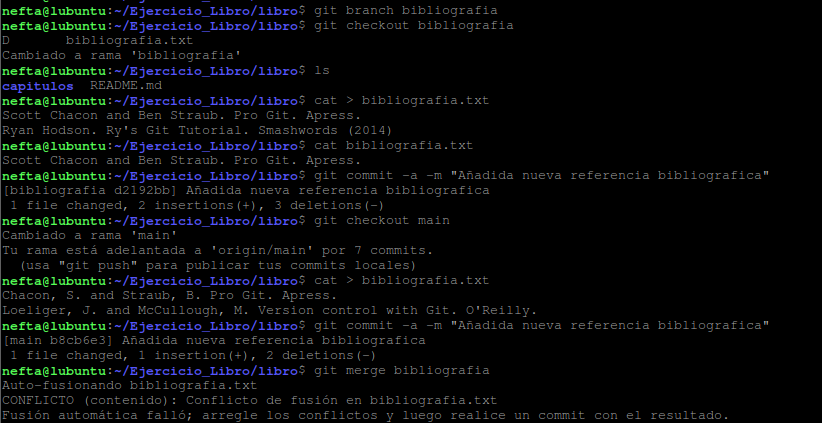 nefta@lubuntu:~/Ejercicio_Libro/libro$ git branch bibliografia
nefta@lubuntu:~/Ejercicio_Libro/libro$ git checkout bibliografia
D       bibliografia.txt
Cambiado a rama 'bibliografia'
nefta@lubuntu:~/Ejercicio_Libro/libro$ ls
capitulos  README.md
nefta@lubuntu:~/Ejercicio_Libro/libro$ cat > bibliografia.txt
Scott Chacon and Ben Straub. Pro Git. Apress.
Ryan Hodson. Ry's Git Tutorial. Smashwords (2014)
nefta@lubuntu:~/Ejercicio_Libro/libro$ cat bibliografia.txt
Scott Chacon and Ben Straub. Pro Git. Apress.
nefta@lubuntu:~/Ejercicio_Libro/libro$ git commit -a -m "Añadida nueva referencia bibliografica"
[bibliografia d2192bb] Añadida nueva referencia bibliografica
 1 file changed, 2 insertions(+), 3 deletions(-)
nefta@lubuntu:~/Ejercicio_Libro/libro$ git checkout main
Cambiado a rama 'main'
Tu rama está adelantada a 'origin/main' por 7 commits.
  (usa "git push" para publicar tus commits locales)
nefta@lubuntu:~/Ejercicio_Libro/libro$ cat > bibliografia.txt
Chacon, S. and Straub, B. Pro Git. Apress.
Loeliger, J. and McCullough, M. Version control with Git. O'Reilly.
nefta@lubuntu:~/Ejercicio_Libro/libro$ git commit -a -m "Añadida nueva referencia bibliografica"
[main b8cb6e3] Añadida nueva referencia bibliografica
 1 file changed, 1 insertion(+), 2 deletions(-)
nefta@lubuntu:~/Ejercicio_Libro/libro$ git merge bibliografia
Auto-fusionando bibliografia.txt
CONFLICTO (contenido): Conflicto de fusión en bibliografia.txt
Fusión automática falló; arregle los conflictos y luego realice un commit con el resultado.